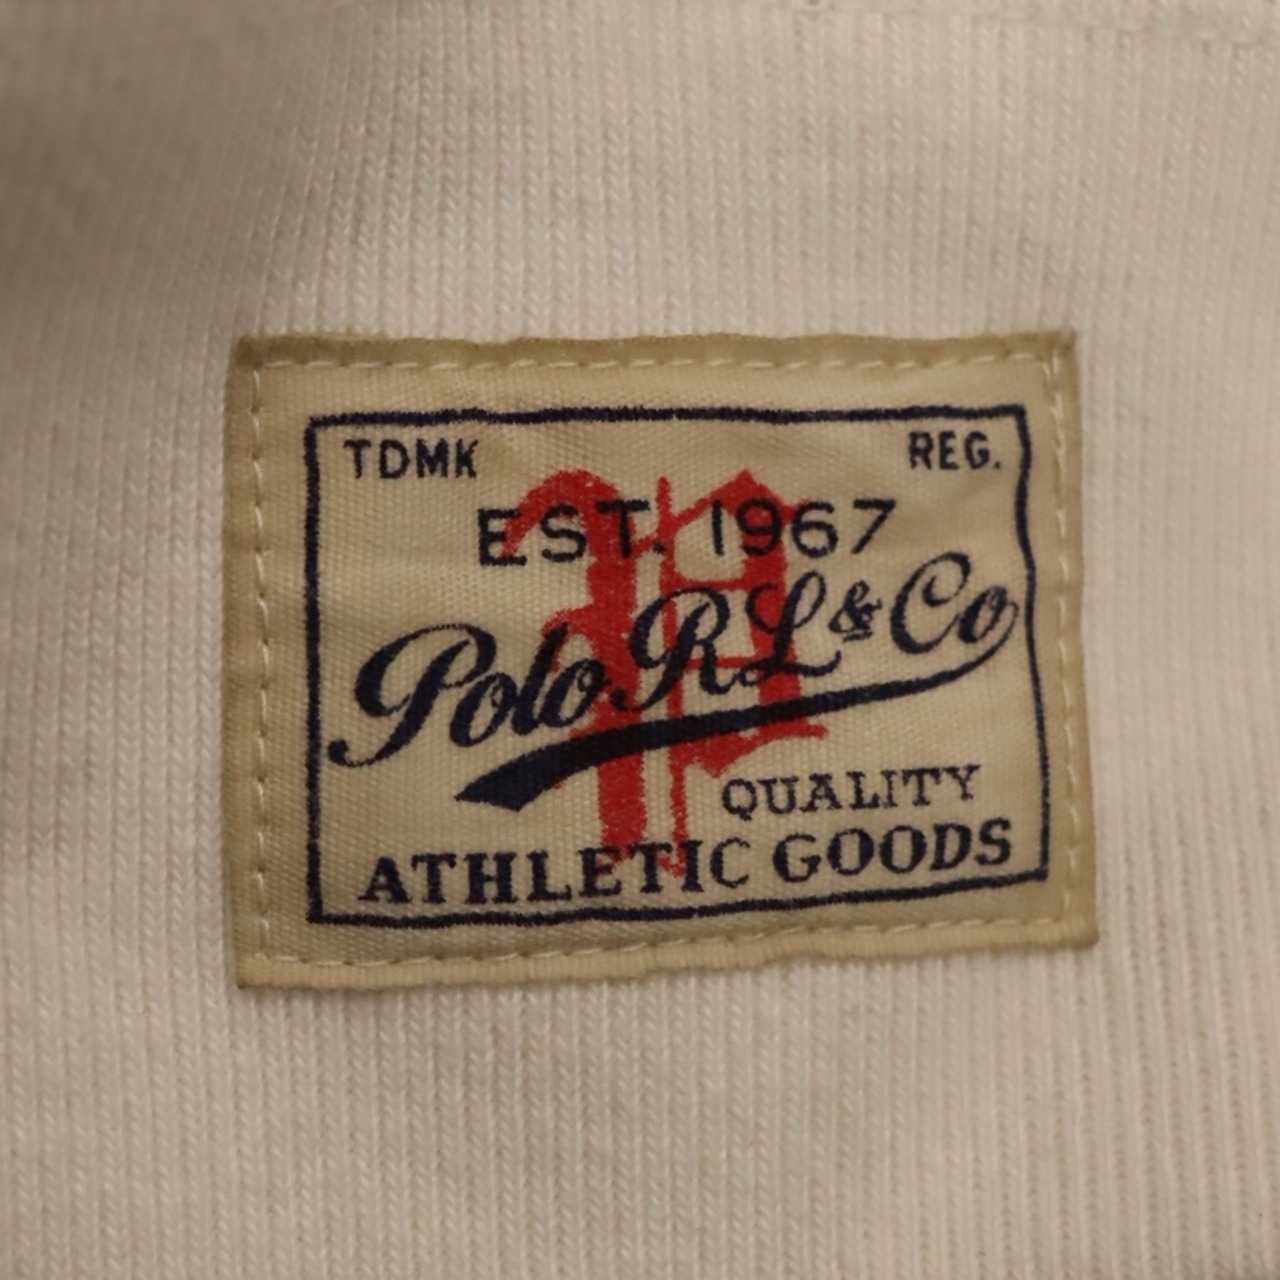 TDMK REG.
P
EST. 1967
Polo RL & Co
QUALITY
ATHLETIC GOODS